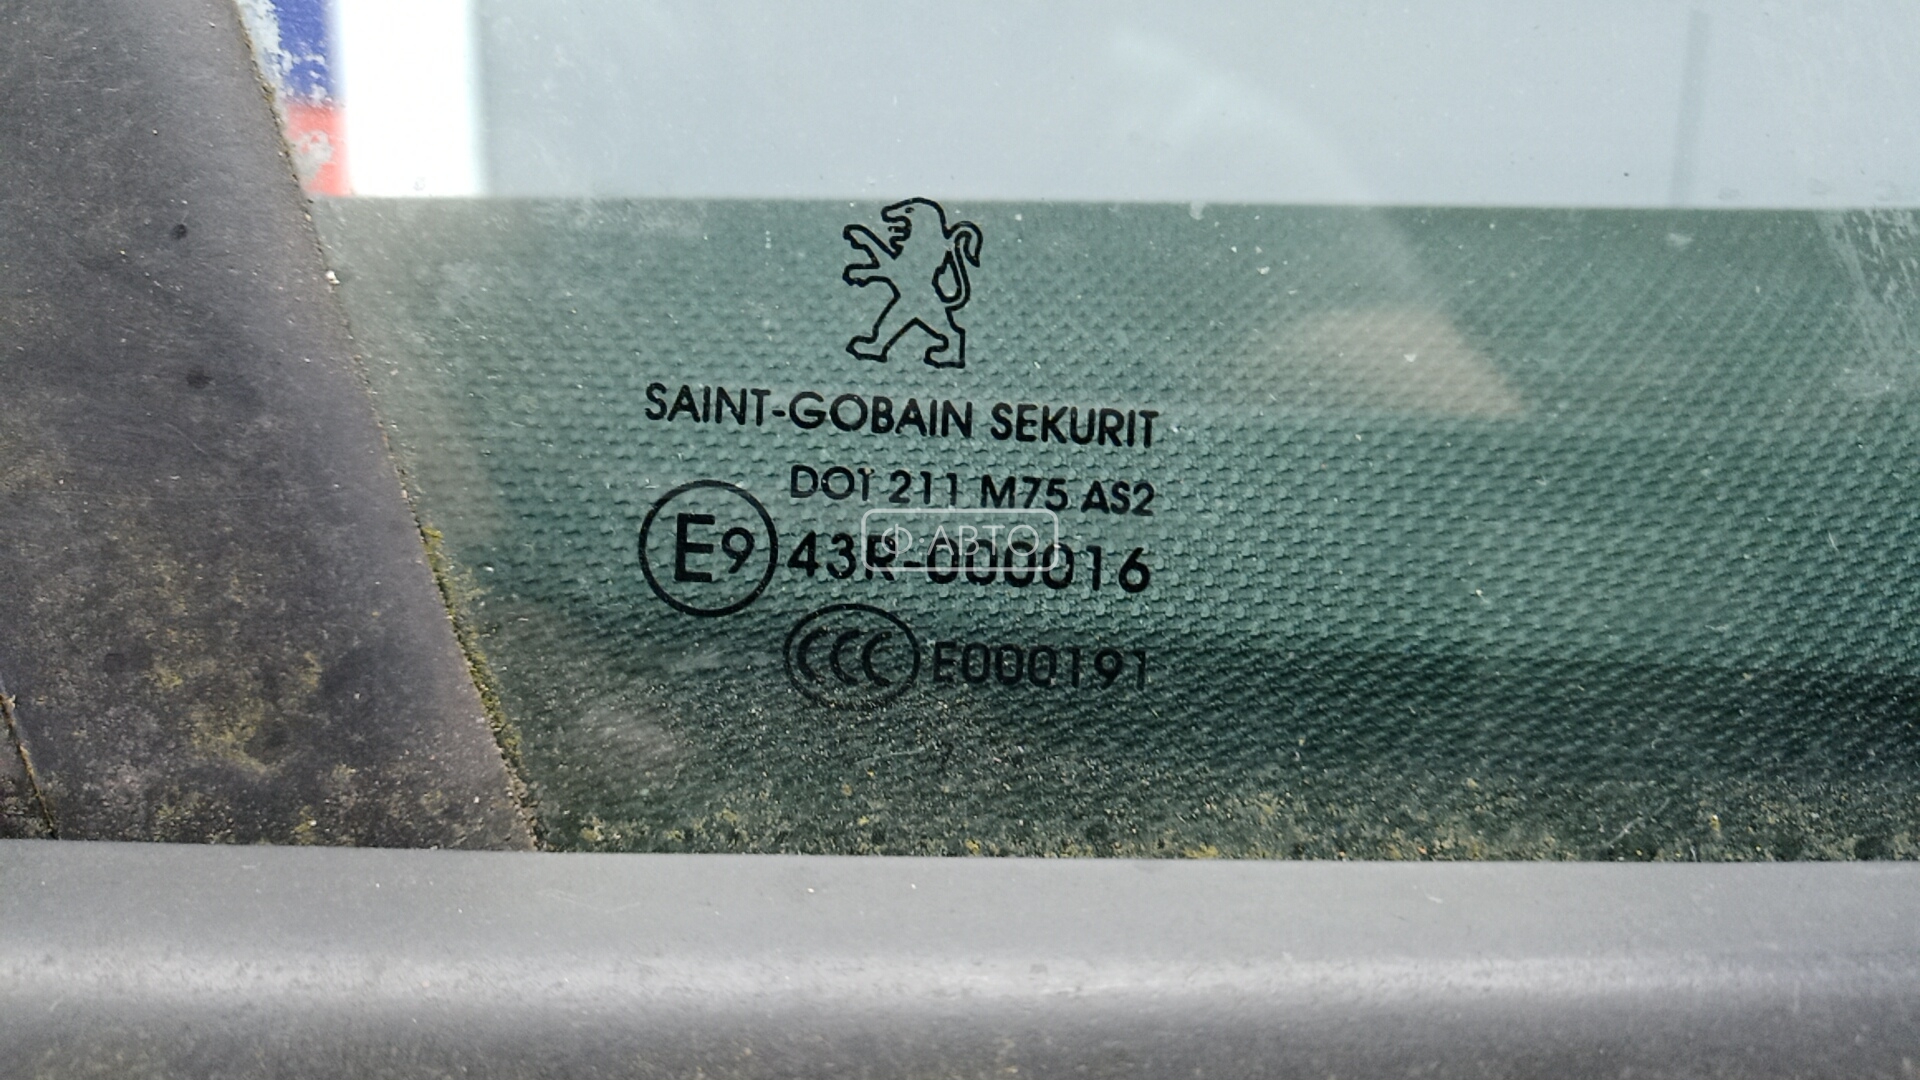 SAINT-GOBAIN SEKURIT
DOT 211 M75 AS2
E9 43R-000016
Ф АВТО
CCC E000191